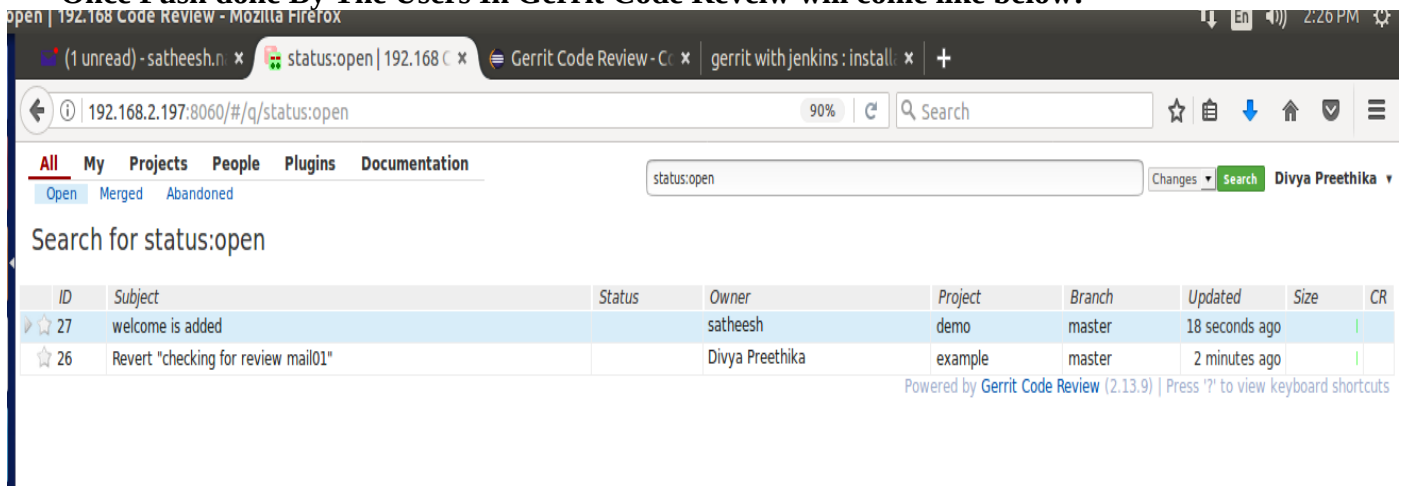 Once Push done By The Users In Gerrit Code Reveiw will come like below:
open | 192.168 Code Review - Mozilla Firefox En 2:26 PM
(1 unread) - satheesh.n × status:open | 192.168 C × Gerrit Code Review - Co × gerrit with jenkins : install × +
192.168.2.197:8060/#/q/status:open 90% Search
All My Projects People Plugins Documentation status:open Changes Search Divya Preethika
Open Merged Abandoned
Search for status:open
ID Subject Status Owner Project Branch Updated Size CR
27 welcome is added satheesh demo master 18 seconds ago
26 Revert "checking for review mail01" Divya Preethika example master 2 minutes ago
Powered by Gerrit Code Review (2.13.9) | Press '?' to view keyboard shortcuts